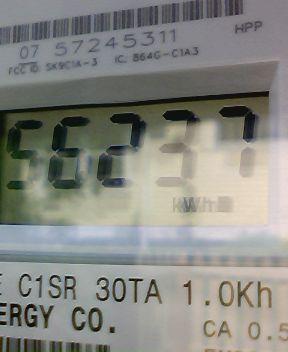 07 57245311
HPP
FCC ID. SK9C1A-3 IC. 864G-C1A3
56237
kWh
C1SR 30TA 1.0Kh
ERGY CO.
CA 0.5